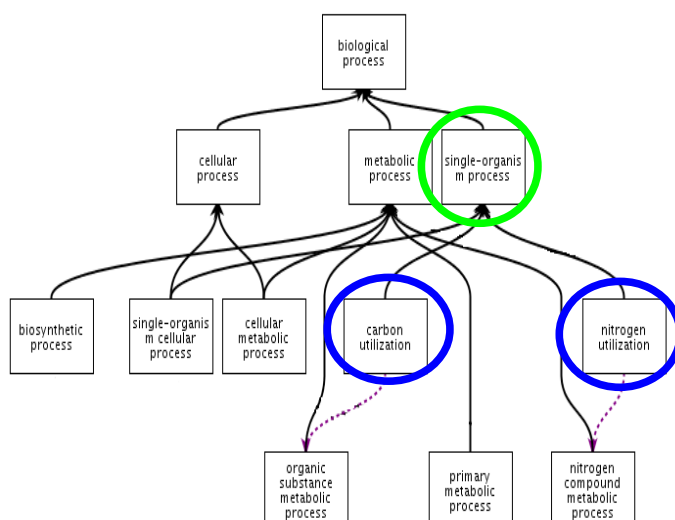 biological
process
cellular
process
metabolic
process
single-organis
m process
biosynthetic
process
single-organis
m cellular
process
cellular
metabolic
process
carbon
utilization
nitrogen
utilization
organic
substance
metabolic
process
primary
metabolic
process
nitrogen
compound
metabolic
process